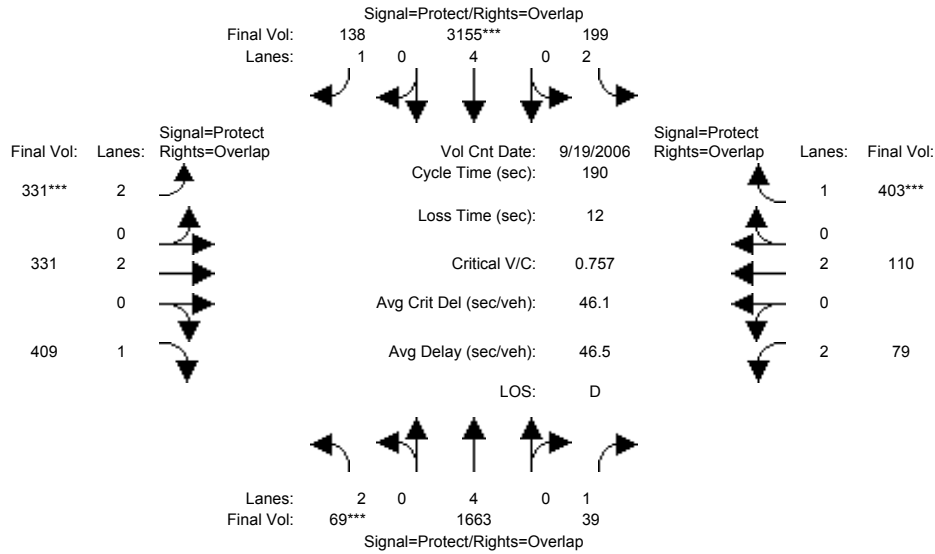 Signal=Protect/Rights=Overlap
Final Vol: 138 3155*** 199
Lanes: 1 0 4 0 2
Signal=Protect
Final Vol: Lanes: Rights=Overlap
Vol Cnt Date: 9/19/2006
Signal=Protect
Rights=Overlap Lanes: Final Vol:
Cycle Time (sec): 190
331*** 2
1 403***
Loss Time (sec): 12
0
0
331 2
Critical V/C: 0.757
2 110
0
Avg Crit Del (sec/veh): 46.1
0
409 1
Avg Delay (sec/veh): 46.5
2 79
LOS: D
Lanes: 2 0 4 0 1
Final Vol: 69*** 1663 39
Signal=Protect/Rights=Overlap